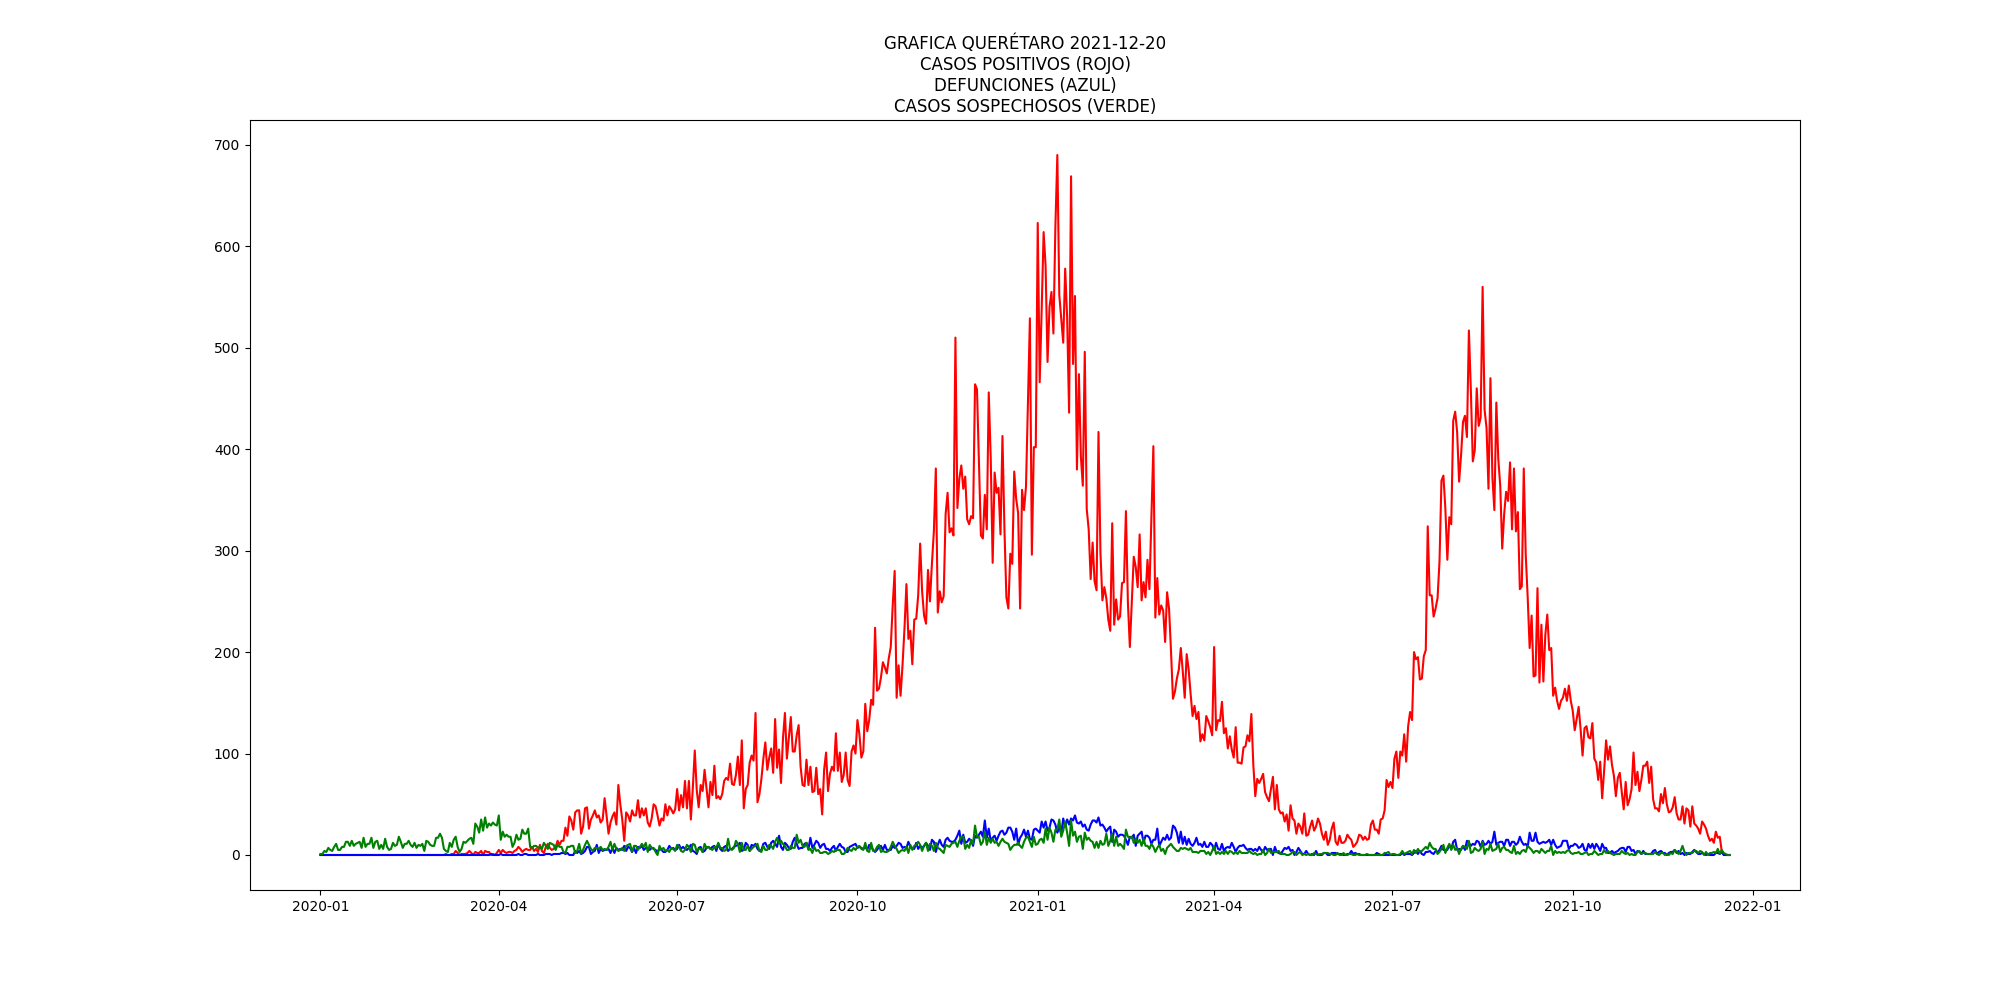 GRAFICA QUERÉTARO 2021-12-20
CASOS POSITIVOS (ROJO)
DEFUNCIONES (AZUL)
CASOS SOSPECHOSOS (VERDE)
700
600
500
400
300
200
100
0
2020-01 2020-04 2020-07 2020-10 2021-01 2021-04 2021-07 2021-10 2022-01